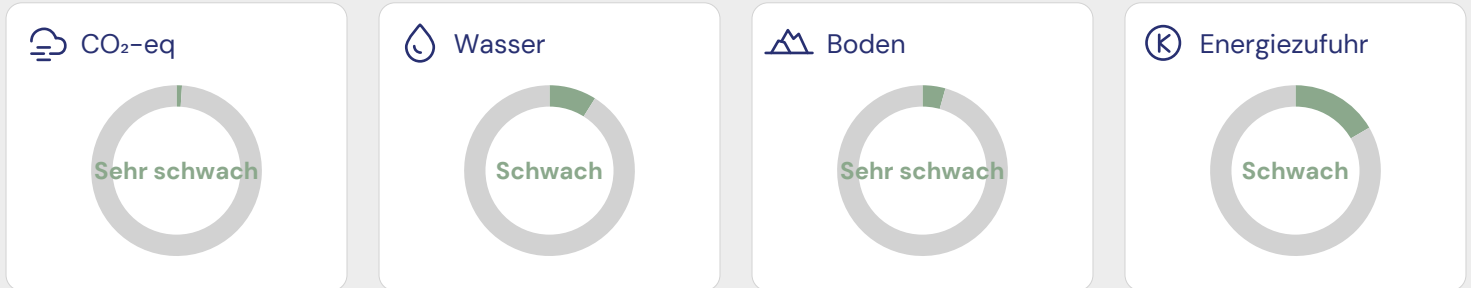 CO₂-eq
Sehr schwach
Wasser
Schwach
Boden
Sehr schwach
Energiezufuhr
Schwach